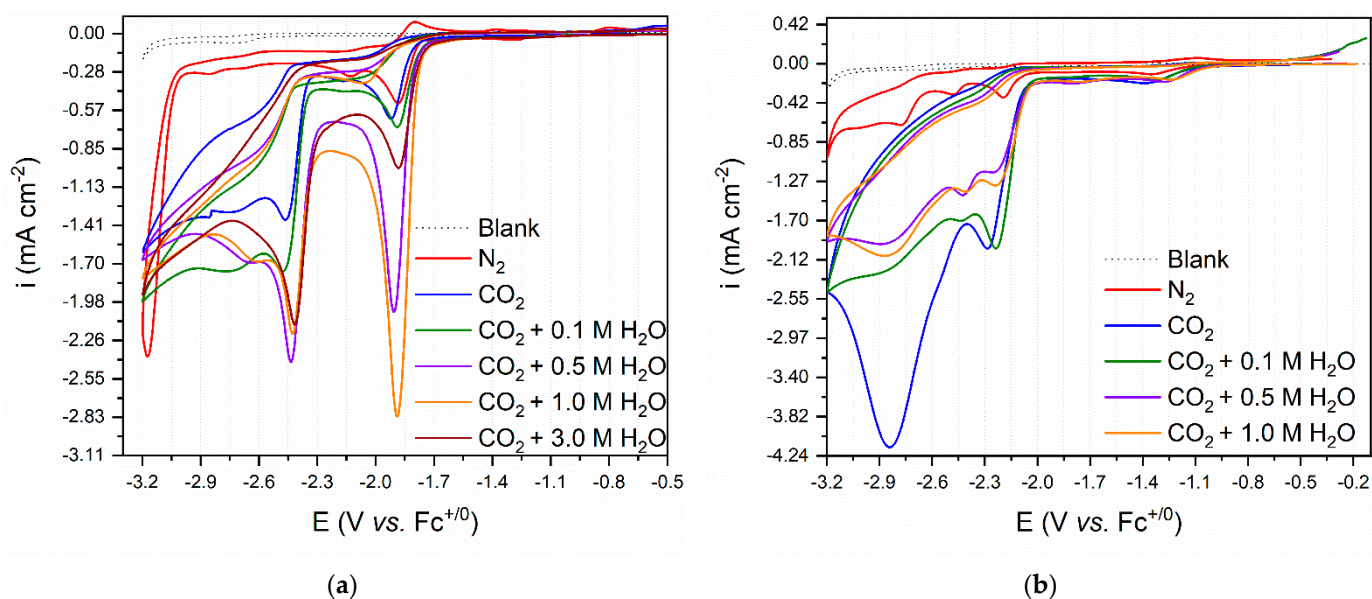 0.00
-0.28
-0.57
-0.85
-1.13
-1.41
-1.70
-1.98
-2.26
-2.55
-2.83
-3.11
i (mA cm⁻²)
Blank
N₂
CO₂
CO₂ + 0.1 M H₂O
CO₂ + 0.5 M H₂O
CO₂ + 1.0 M H₂O
CO₂ + 3.0 M H₂O
-3.2 -2.9 -2.6 -2.3 -2.0 -1.7 -1.4 -1.1 -0.8 -0.5
E (V vs. Fc⁺/⁰)
(a)
0.42
0.00
-0.42
-0.85
-1.27
-1.70
-2.12
-2.55
-2.97
-3.40
-3.82
-4.24
i (mA cm⁻²)
Blank
N₂
CO₂
CO₂ + 0.1 M H₂O
CO₂ + 0.5 M H₂O
CO₂ + 1.0 M H₂O
-3.2 -2.9 -2.6 -2.3 -2.0 -1.7 -1.4 -1.1 -0.8 -0.5 -0.2
E (V vs. Fc⁺/⁰)
(b)